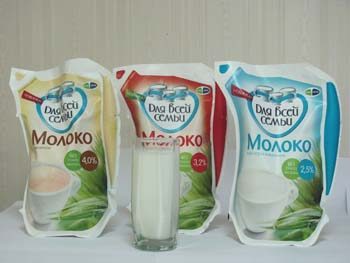 Для Всей
Семьи
Молоко
4,0%
Для Всей
Семьи
Молоко
3,2%
Для Всей
Семьи
Молоко
2,5%